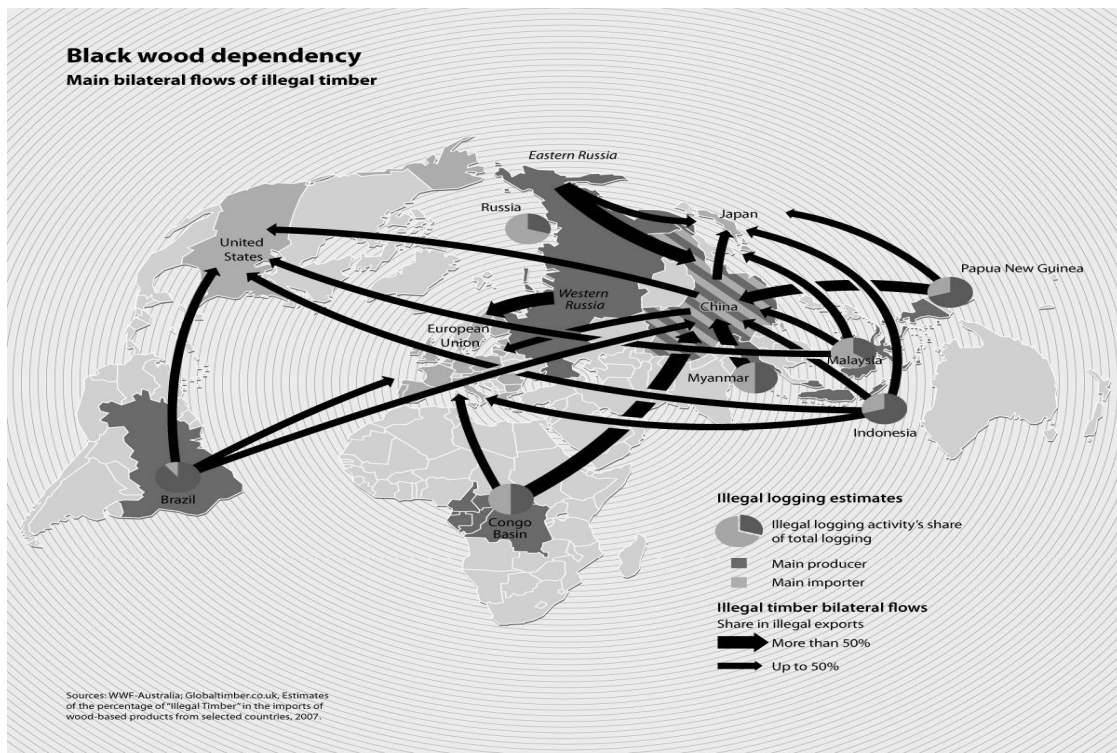 Black wood dependency
Main bilateral flows of illegal timber
Eastern Russia
Russia
Japan
United
States
Papua New Guinea
Western
Russia
China
European
Union
Malaysia
Myanmar
Indonesia
Brazil
Congo
Basin
Illegal logging estimates
Illegal logging activity's share
of total logging
Main producer
Main importer
Illegal timber bilateral flows
Share in illegal exports
More than 50%
Up to 50%
Sources: WWF-Australia; Globaltimber.co.uk, Estimates
of the percentage of "Illegal Timber" in the imports of
wood-based products from selected countries, 2007.